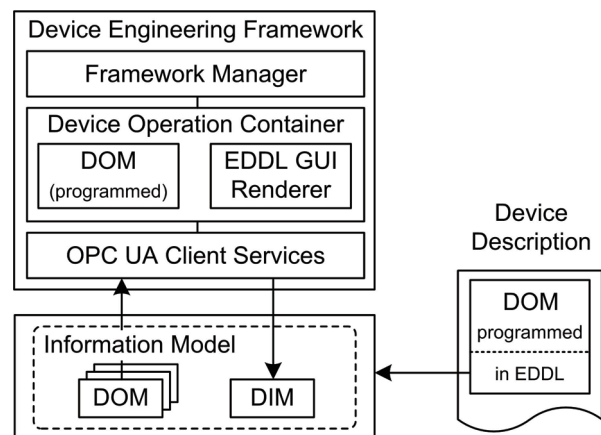 Device Engineering Framework
Framework Manager
Device Operation Container
DOM
(programmed)
EDDL GUI
Renderer
OPC UA Client Services
Information Model
DOM
DIM
Device
Description
DOM
programmed
in EDDL